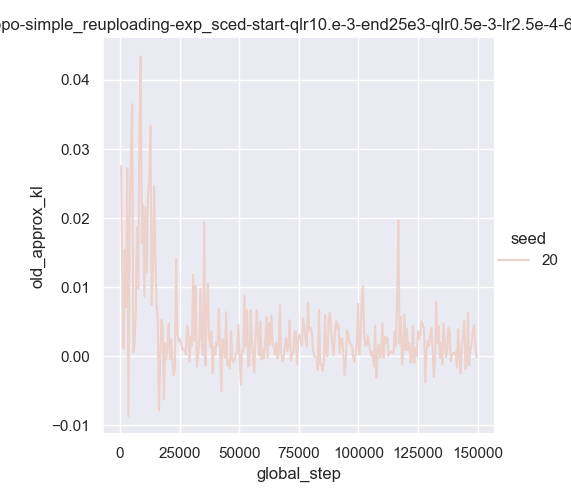 po-simple_reuploading-exp_sced-start-qlr10.e-3-end25e3-qlr0.5e-3-lr2.5e-4-6
0.04
0.03
0.02
0.01
0.00
−0.01
old_approx_kl
0 25000 50000 75000 100000 125000 150000
global_step
seed
20